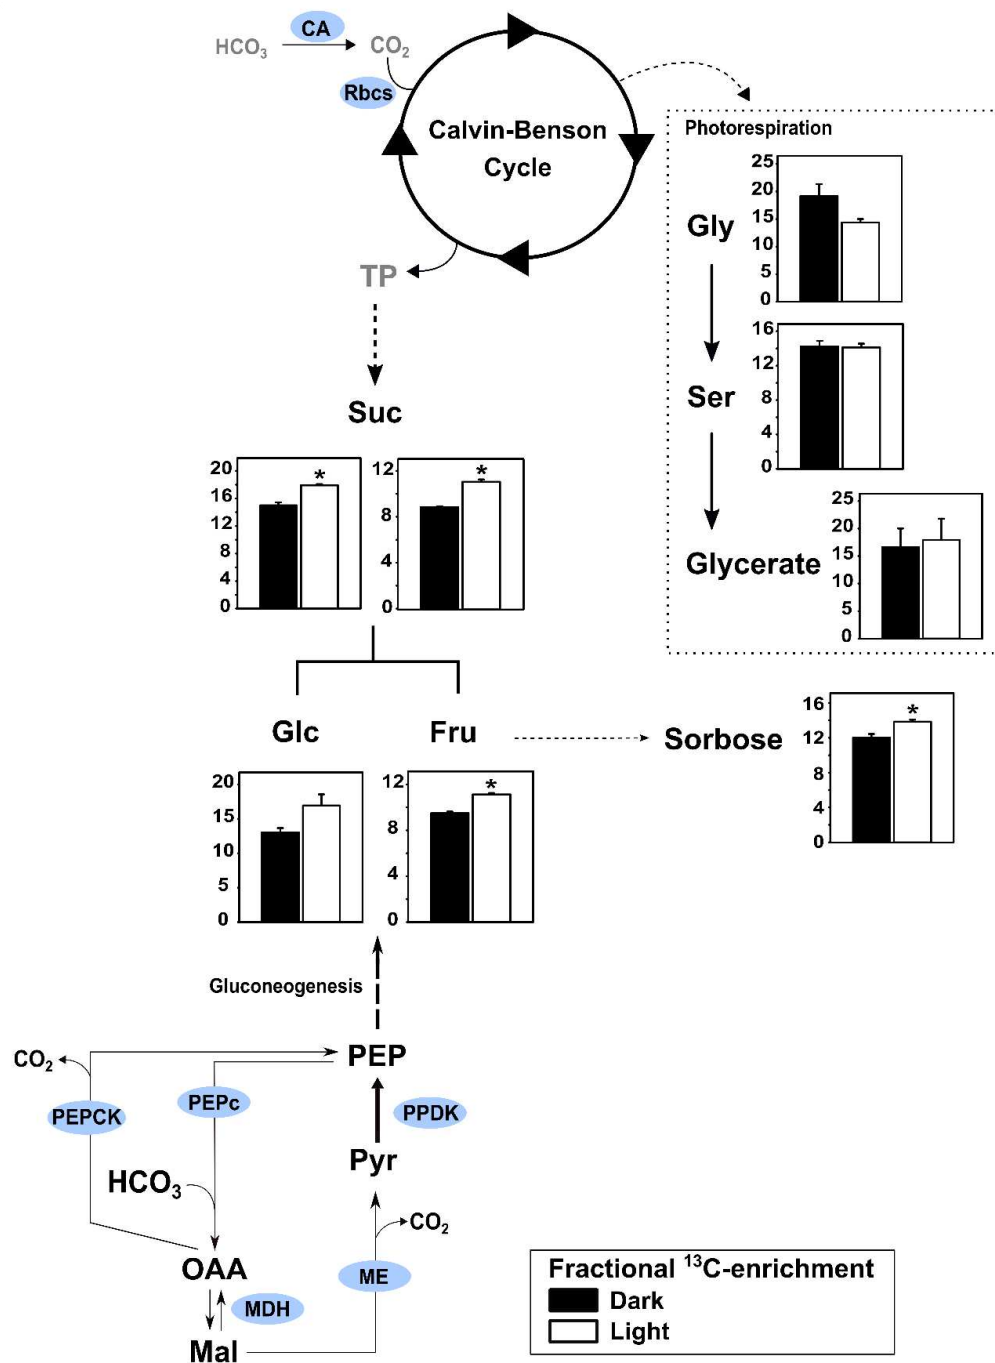 CA
HCO₃
CO₂
Rbcs
Calvin-Benson
Cycle
TP
Photorespiration
Gly
25
20
15
10
5
0
Ser
16
12
8
4
0
Glycerate
25
20
15
10
5
0
Suc
20
16
12
8
4
0
*
12
8
4
0
*
Glc
Fru
Sorbose
20
15
10
5
0
12
8
4
0
*
16
12
8
4
0
*
Gluconeogenesis
PEP
CO₂
PEPCK
PEPc
PPDK
Pyr
HCO₃
CO₂
OAA
ME
MDH
Mal
Fractional ¹³C-enrichment
Dark
Light